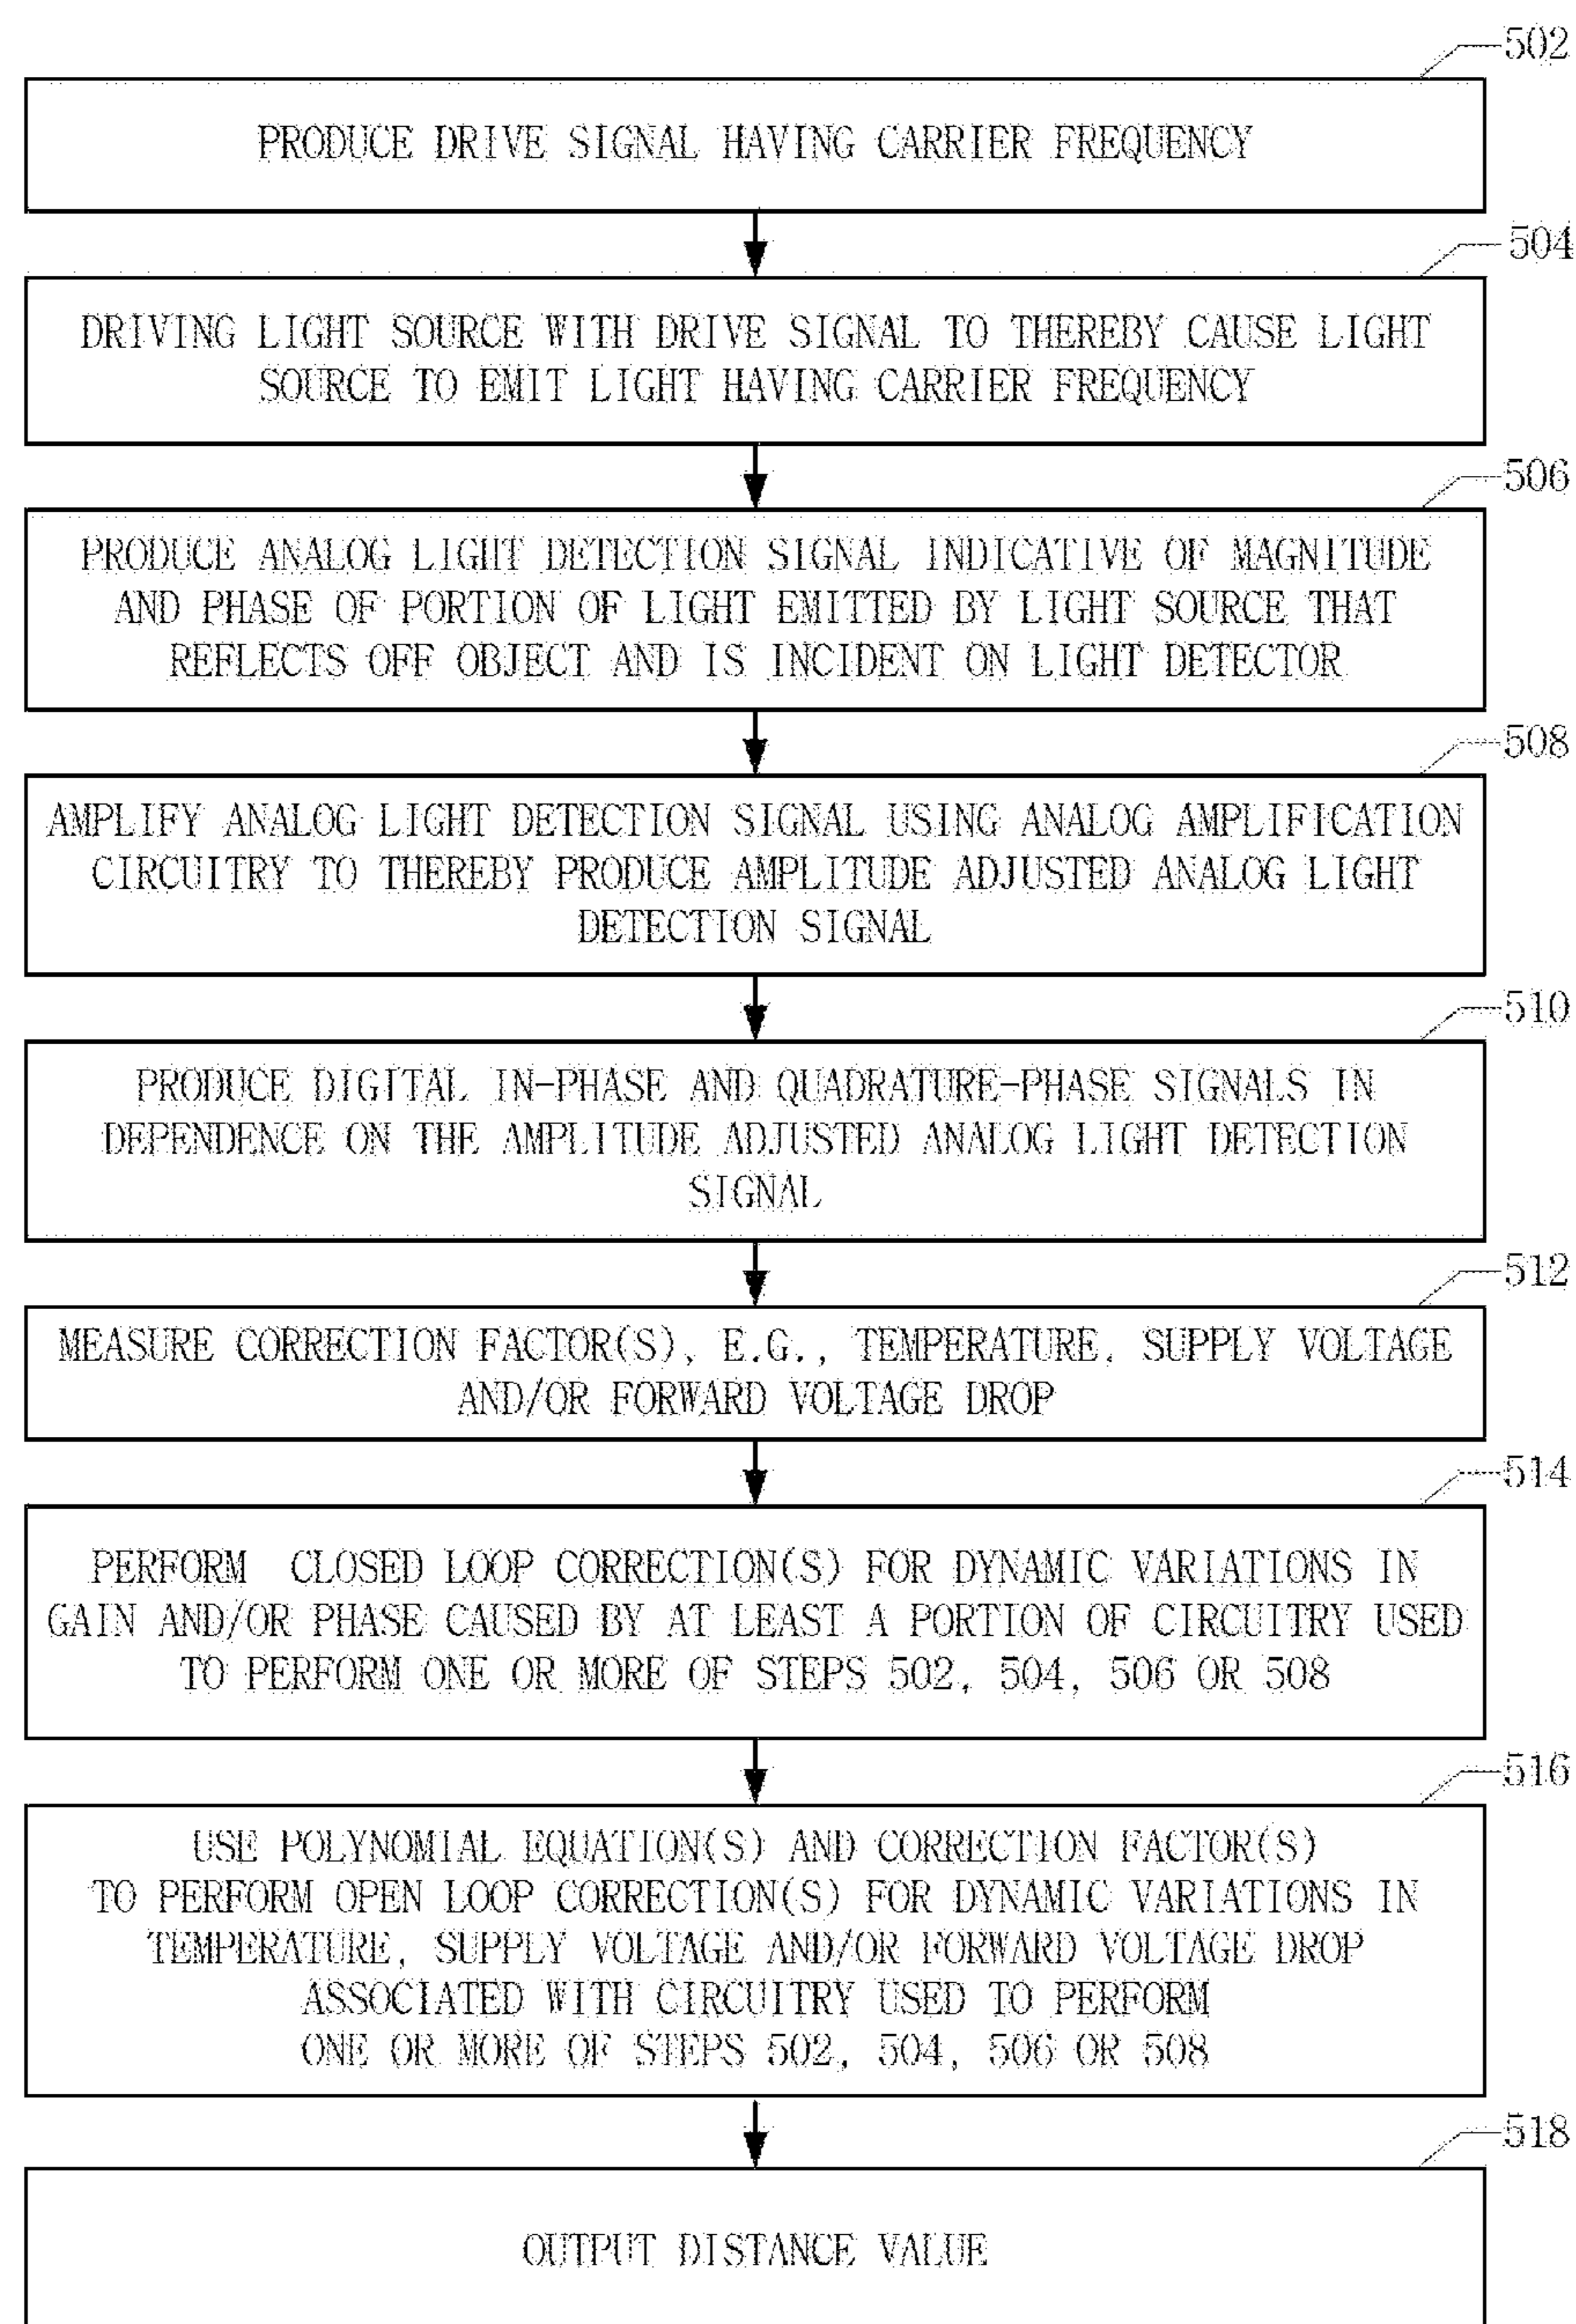 502
PRODUCE DRIVE SIGNAL HAVING CARRIER FREQUENCY
504
DRIVING LIGHT SOURCE WITH DRIVE SIGNAL TO THEREBY CAUSE LIGHT
SOURCE TO EMIT LIGHT HAVING CARRIER FREQUENCY
506
PRODUCE ANALOG LIGHT DETECTION SIGNAL INDICATIVE OF MAGNITUDE
AND PHASE OF PORTION OF LIGHT EMITTED BY LIGHT SOURCE THAT
REFLECTS OFF OBJECT AND IS INCIDENT ON LIGHT DETECTOR
508
AMPLIFY ANALOG LIGHT DETECTION SIGNAL USING ANALOG AMPLIFICATION
CIRCUITRY TO THEREBY PRODUCE AMPLITUDE ADJUSTED ANALOG LIGHT
DETECTION SIGNAL
510
PRODUCE DIGITAL IN-PHASE AND QUADRATURE-PHASE SIGNALS IN
DEPENDENCE ON THE AMPLITUDE ADJUSTED ANALOG LIGHT DETECTION
SIGNAL
512
MEASURE CORRECTION FACTOR(S), E.G., TEMPERATURE, SUPPLY VOLTAGE
AND/OR FORWARD VOLTAGE DROP
514
PERFORM CLOSED LOOP CORRECTION(S) FOR DYNAMIC VARIATIONS IN
GAIN AND/OR PHASE CAUSED BY AT LEAST A PORTION OF CIRCUITRY USED
TO PERFORM ONE OR MORE OF STEPS 502, 504, 506 OR 508
516
USE POLYNOMIAL EQUATION(S) AND CORRECTION FACTOR(S)
TO PERFORM OPEN LOOP CORRECTION(S) FOR DYNAMIC VARIATIONS IN
TEMPERATURE, SUPPLY VOLTAGE AND/OR FORWARD VOLTAGE DROP
ASSOCIATED WITH CIRCUITRY USED TO PERFORM
ONE OR MORE OF STEPS 502, 504, 506 OR 508
518
OUTPUT DISTANCE VALUE